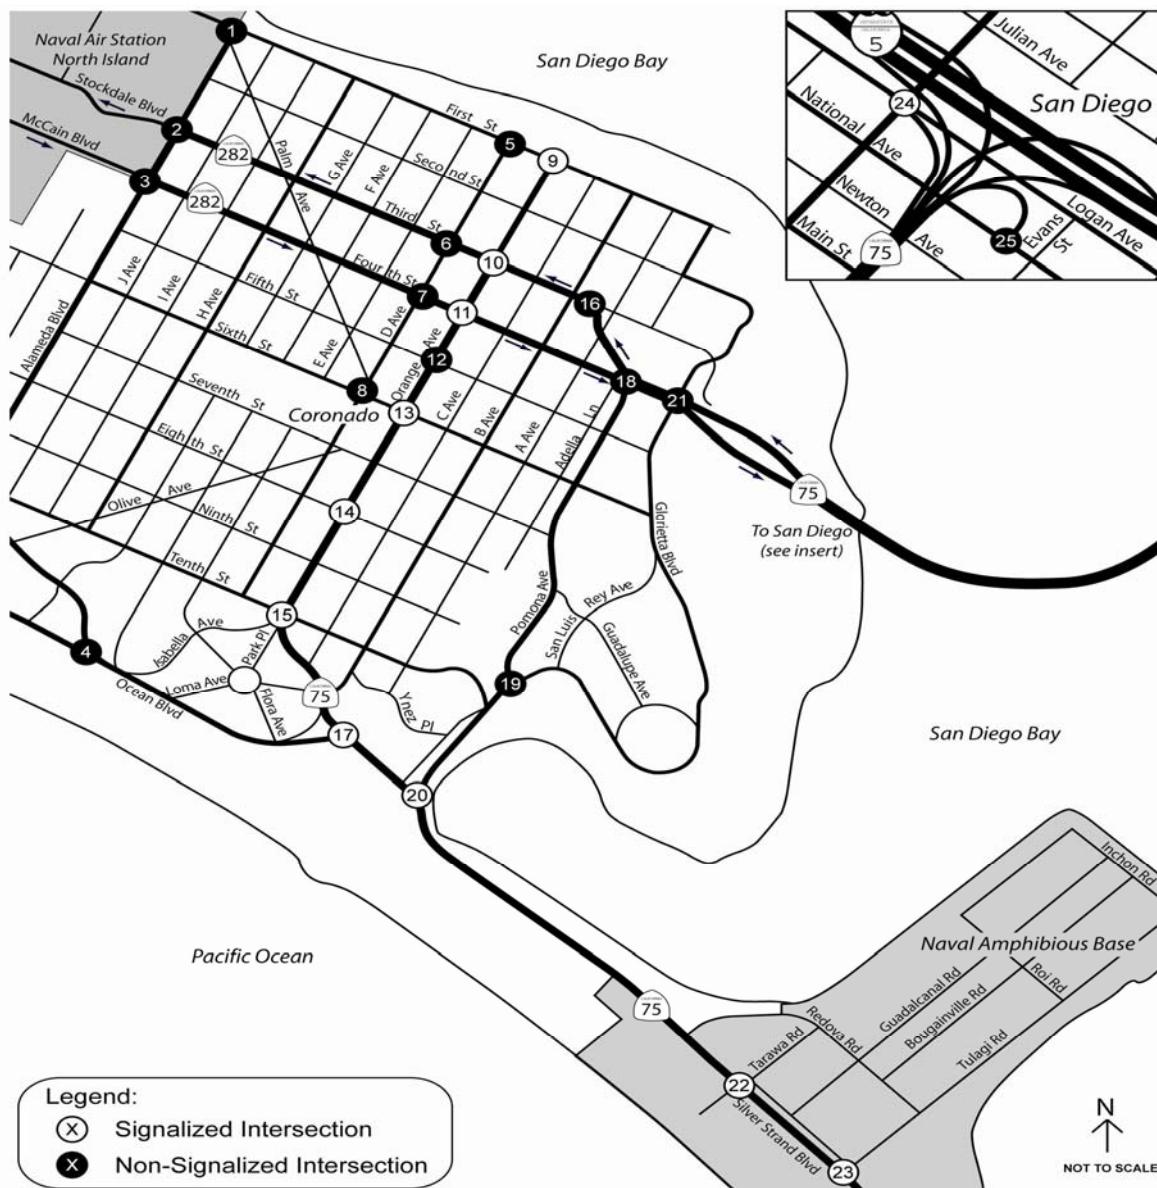 1
Naval Air Station
North Island
San Diego Bay
Stockdale Blvd
McCain Blvd
2
3
282
282
Palm Ave
First St
Second St
Third St
Fourth St
Fifth St
Sixth St
Seventh St
Eighth St
Ninth St
Tenth St
Olive Ave
Alameda Blvd
J Ave
I Ave
H Ave
G Ave
F Ave
E Ave
D Ave
Orange Ave
C Ave
B Ave
A Ave
Adella Ln
5
9
6
10
7
11
16
12
8
13
18
21
Coronado
14
75
To San Diego
(see insert)
Glorietta Blvd
Pomona Ave
San Luis Rey Ave
Guadalupe Ave
15
4
Isabella Ave
Park Pl
Loma Ave
Flora Ave
Ocean Blvd
75
Ynez Pl
17
19
20
San Diego Bay
Pacific Ocean
75
Naval Amphibious Base
Inchon Rd
Roi Rd
Guadalcanal Rd
Bougainville Rd
Tulagi Rd
Redova Rd
Tarawa Rd
22
Silver Strand Blvd
23
5
Julian Ave
San Diego
24
National Ave
Newton Ave
Main St
Logan Ave
Evans St
25
CALIFORNIA
75
Legend:
X Signalized Intersection
X Non-Signalized Intersection
N
NOT TO SCALE